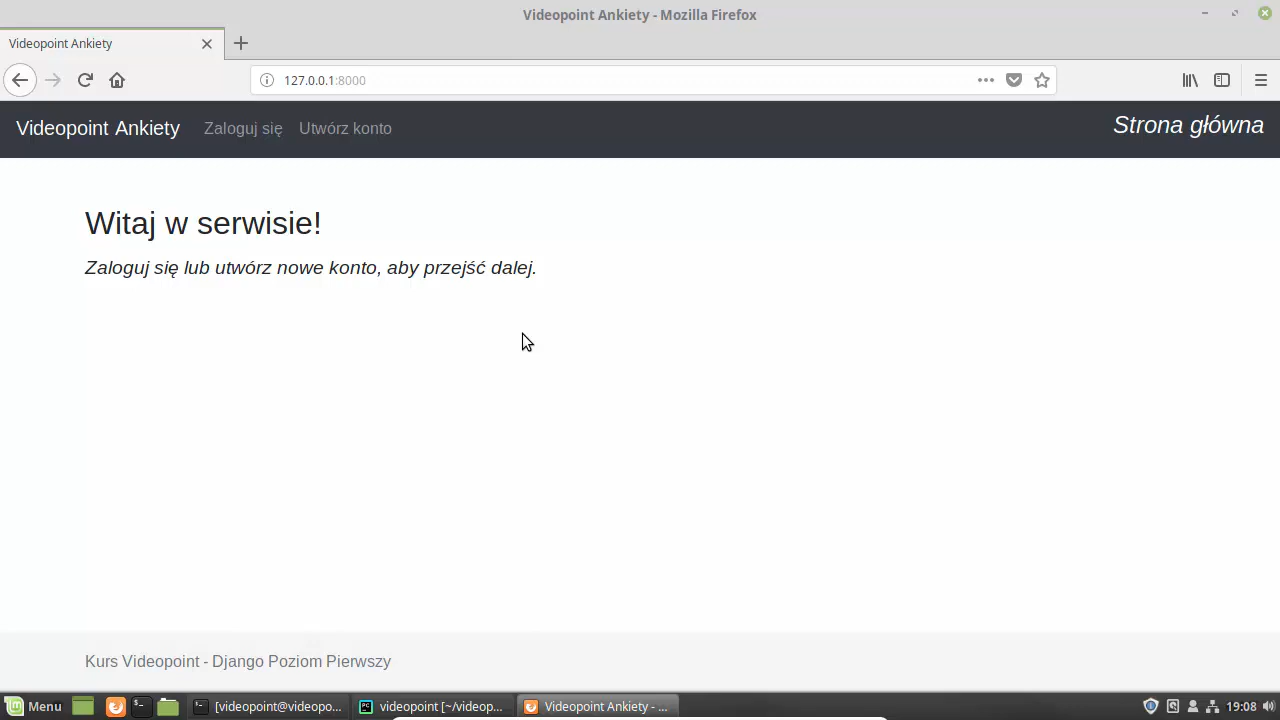 Videopoint Ankiety - Mozilla Firefox
Videopoint Ankiety
127.0.0.1:8000
Videopoint Ankiety Zaloguj się Utwórz konto Strona główna
Witaj w serwisie!
Zaloguj się lub utwórz nowe konto, aby przejść dalej.
Kurs Videopoint - Django Poziom Pierwszy
Menu [videopoint@videopo... videopoint [~/videop... Videopoint Ankiety - ... 19:08